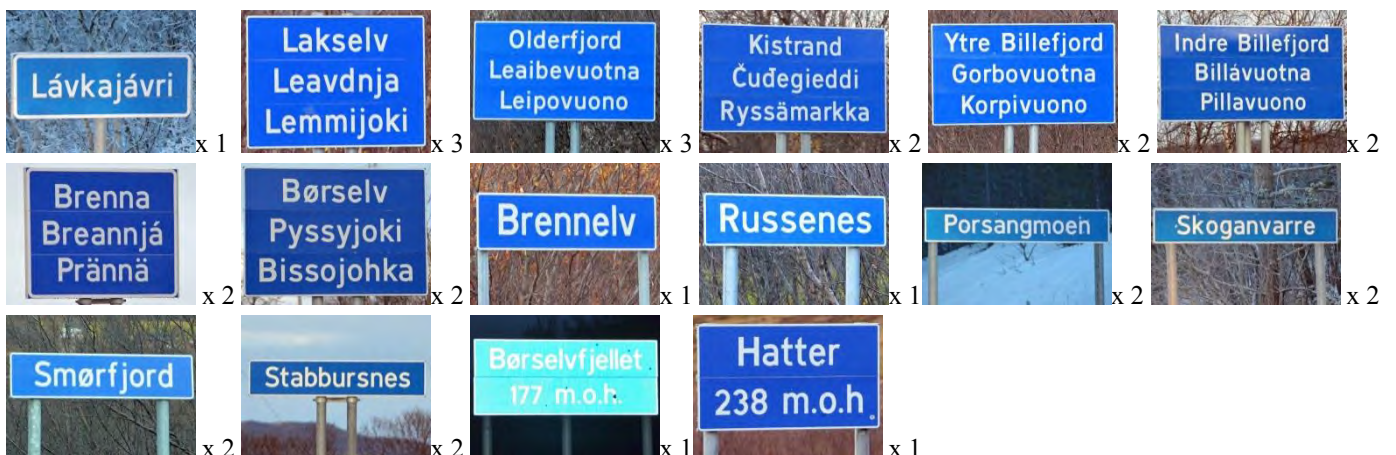 Lávkajávri
x 1
Lakselv
Leavdnja
Lemmijoki
x 3
Olderfjord
Leaibevuotna
Leipovuono
x 3
Kistrand
Čuđegieddi
Ryssämarkka
x 2
Ytre Billefjord
Gorbovuotna
Korpivuono
x 2
Indre Billefjord
Billávuotna
Pillavuono
x 2
Brenna
Breannjá
Prännä
x 2
Børselv
Pyssyjoki
Bissojohka
x 2
Brennelv
x 1
Russenes
x 1
Porsangmoen
x 2
Skoganvarre
x 2
Smørfjord
x 2
Stabbursnes
x 2
Børselvfjellet
177 m.o.h.
x 1
Hatter
238 m.o.h
x 1